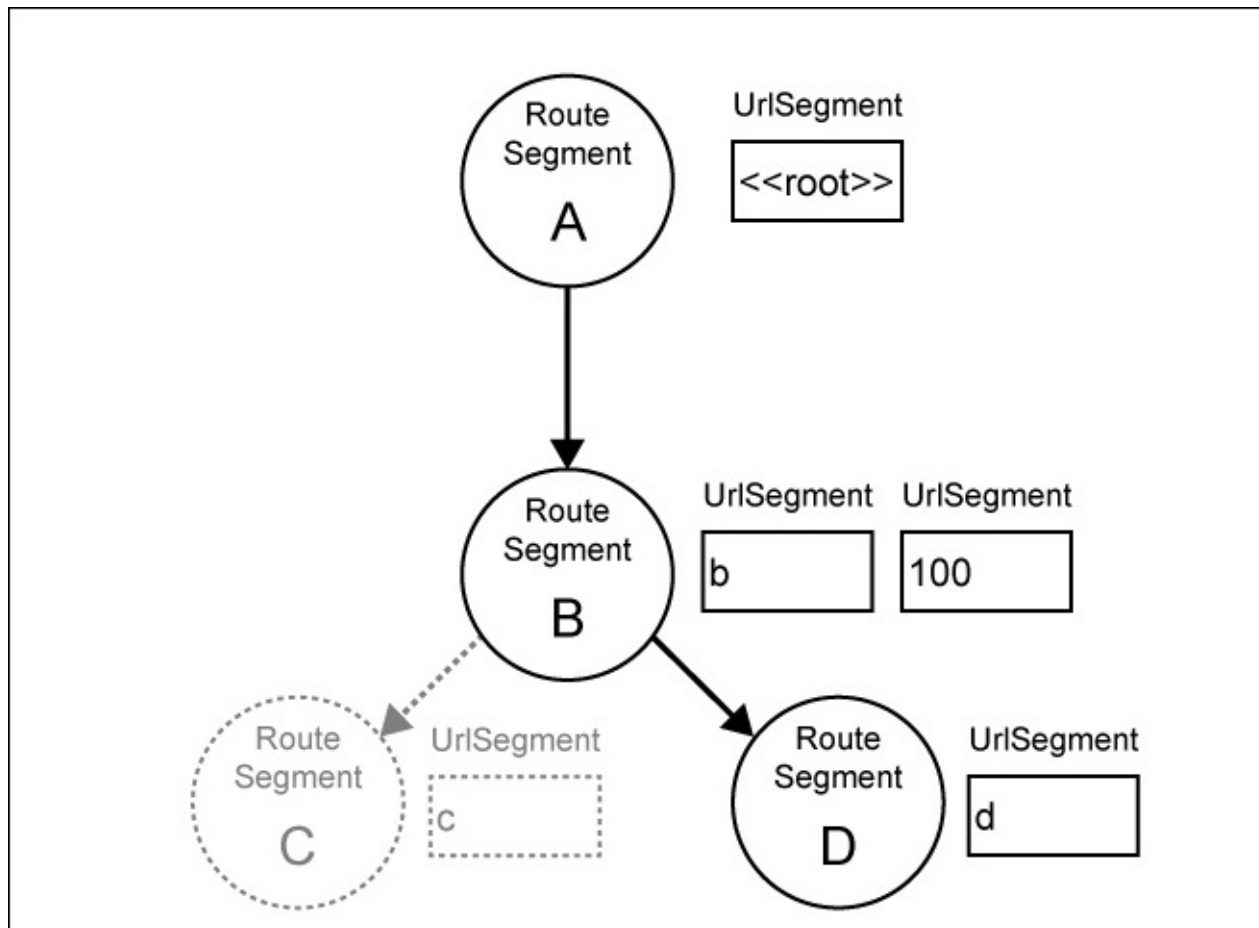 Route
Segment
A
UrlSegment
<<root>>
Route
Segment
B
UrlSegment
b
UrlSegment
100
Route
Segment
C
UrlSegment
c
Route
Segment
D
UrlSegment
d